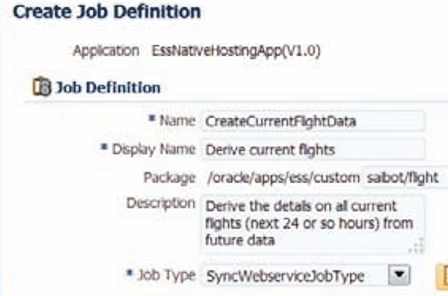 Create Job Definition
Application EssNativeHostingApp(V1.0)
Job Definition
* Name CreateCurrentFlightData
* Display Name Derive current flights
Package /oracle/apps/ess/custom saibot/flight
Description Derive the details on all current
flights (next 24 or so hours) from
future data
* Job Type SyncWebserviceJobType